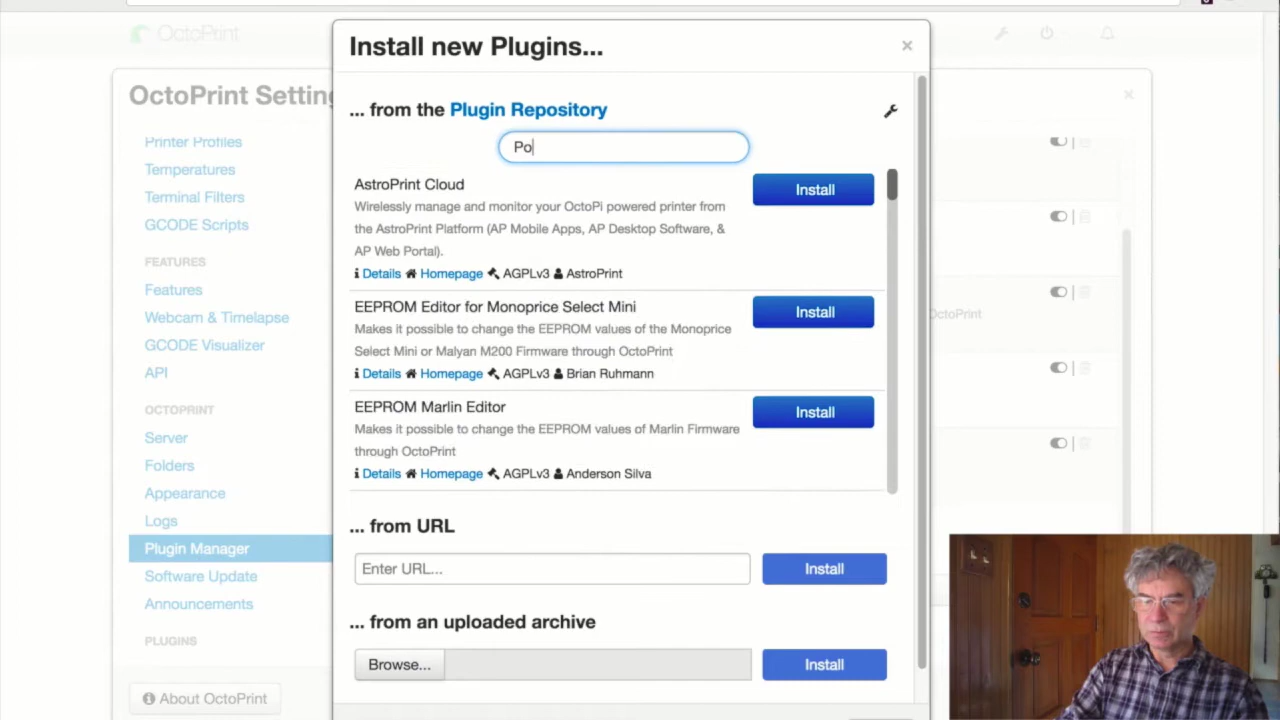 OctoPrint
Install new Plugins...
×
OctoPrint Settin
×
... from the Plugin Repository
Po
Printer Profiles
Temperatures
Terminal Filters
GCODE Scripts
FEATURES
Features
Webcam & Timelapse
GCODE Visualizer
API
OCTOPRINT
Server
Folders
Appearance
Logs
Plugin Manager
Software Update
Announcements
PLUGINS
About OctoPrint
AstroPrint Cloud
Install
Wirelessly manage and monitor your OctoPi powered printer from
the AstroPrint Platform (AP Mobile Apps, AP Desktop Software, &
AP Web Portal).
Details Homepage AGPLv3 AstroPrint
EEPROM Editor for Monoprice Select Mini
Install
Makes it possible to change the EEPROM values of the Monoprice
Select Mini or Malyan M200 Firmware through OctoPrint
Details Homepage AGPLv3 Brian Ruhmann
EEPROM Marlin Editor
Install
Makes it possible to change the EEPROM values of Marlin Firmware
through OctoPrint
Details Homepage AGPLv3 Anderson Silva
... from URL
Enter URL...
Install
... from an uploaded archive
Browse...
Install
OctoPrint